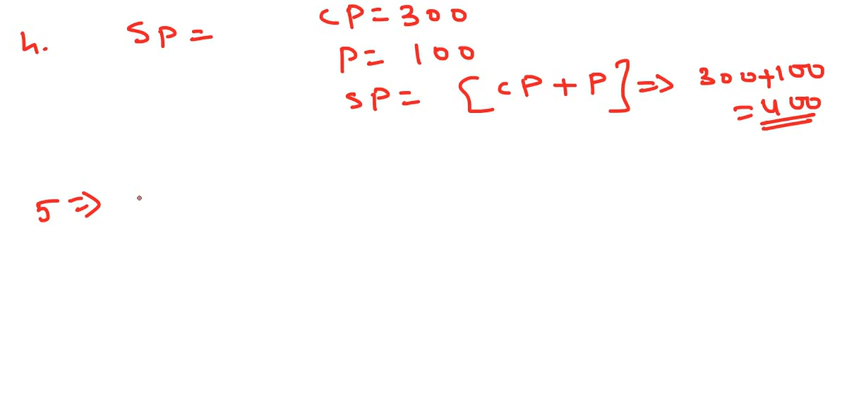 4. SP = CP = 300
P = 100
SP = [CP + P] => 300+100
= 400
5 =>